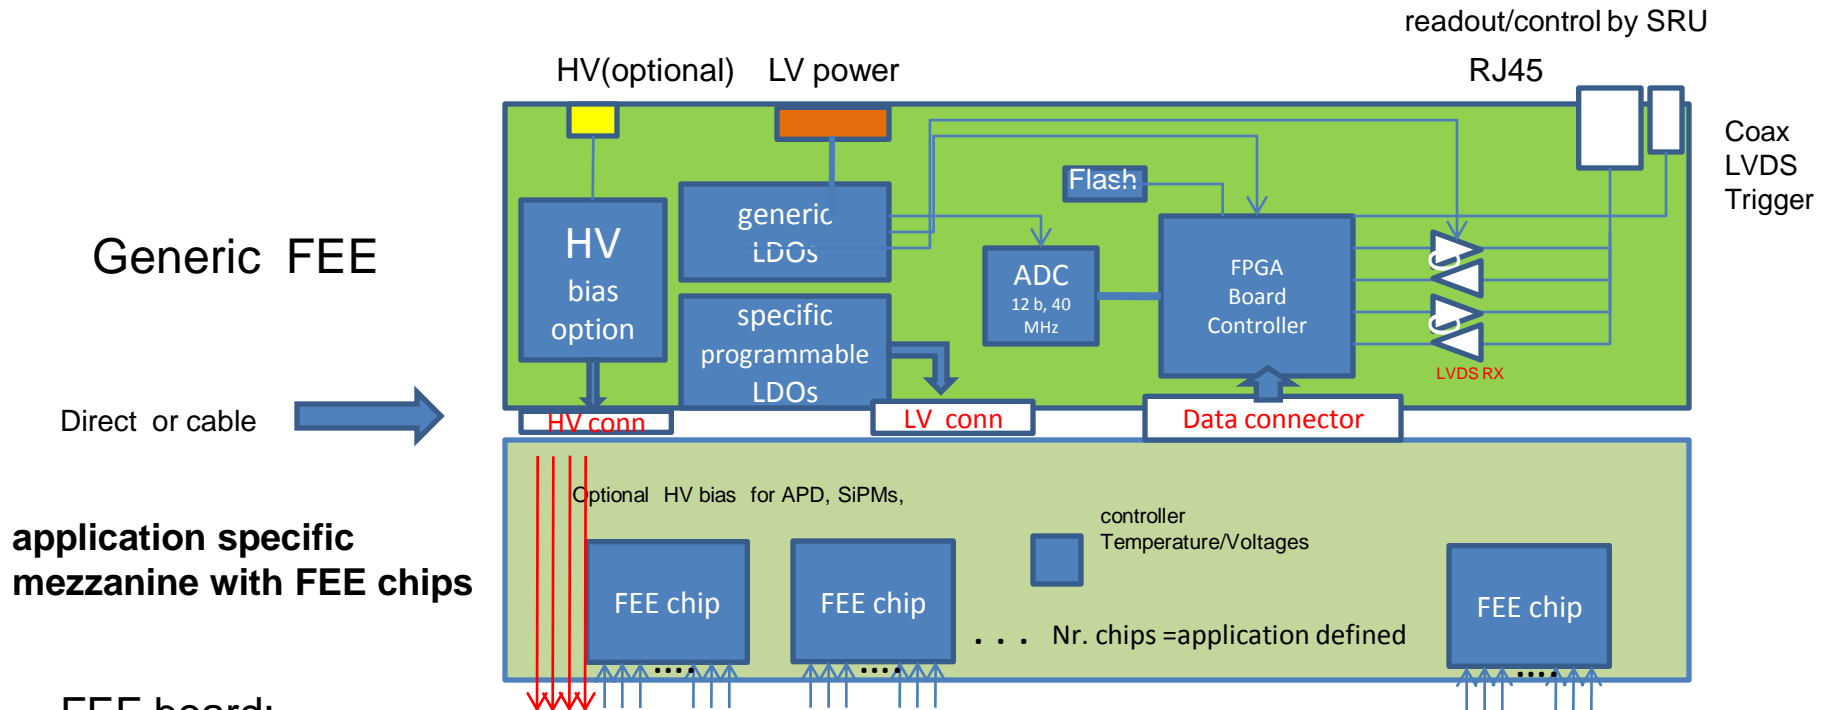 readout/control by SRU
HV(optional) LV power
RJ45
Coax
LVDS
Trigger
Generic FEE
HV
bias
option
generic
LDOs
specific
programmable
LDOs
Flash
ADC
12 b, 40
MHz
FPGA
Board
Controller
LVDS RX
Direct or cable
HV conn
LV conn
Data connector
Optional HV bias for APD, SiPMs,
controller
Temperature/Voltages
application specific
mezzanine with FEE chips
FEE chip
FEE chip
. . . Nr. chips =application defined
FEE chip
....
....
....
FEE board: